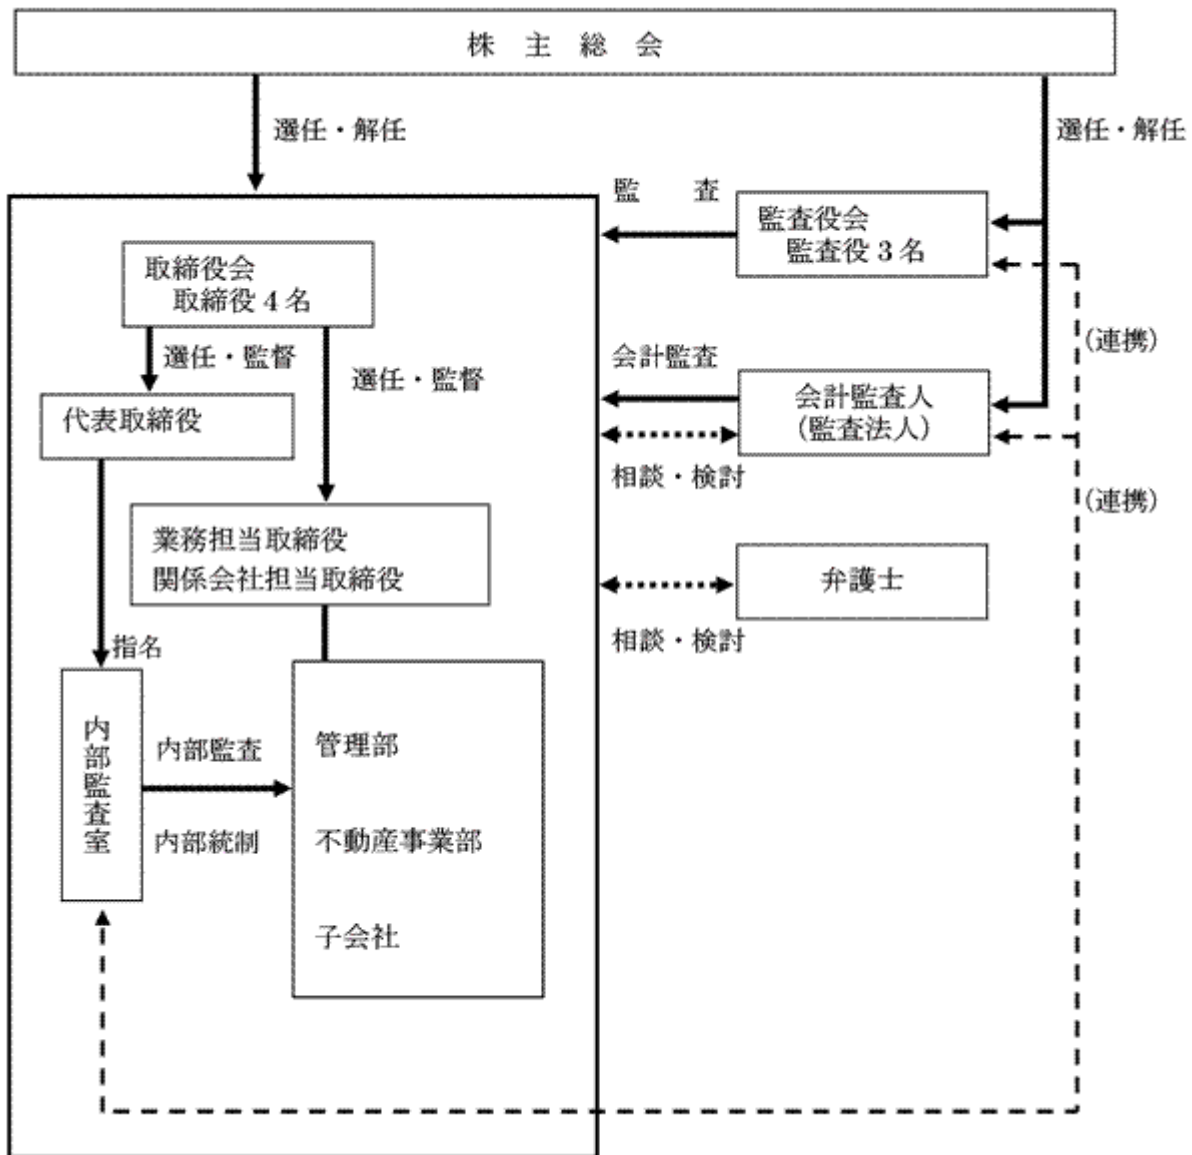 株 主 総 会
選任・解任
選任・解任
監 査
監査役会
監査役3名
取締役会
取締役4名
(連携)
選任・監督
選任・監督
会計監査
会計監査人
(監査法人)
代表取締役
相談・検討
(連携)
業務担当取締役
関係会社担当取締役
弁護士
相談・検討
指名
内部監査室
内部監査
内部統制
管理部
不動産事業部
子会社